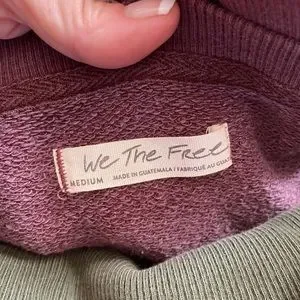 We The Free
MEDIUM MADE IN GUATEMALA / FABRIQUE AU